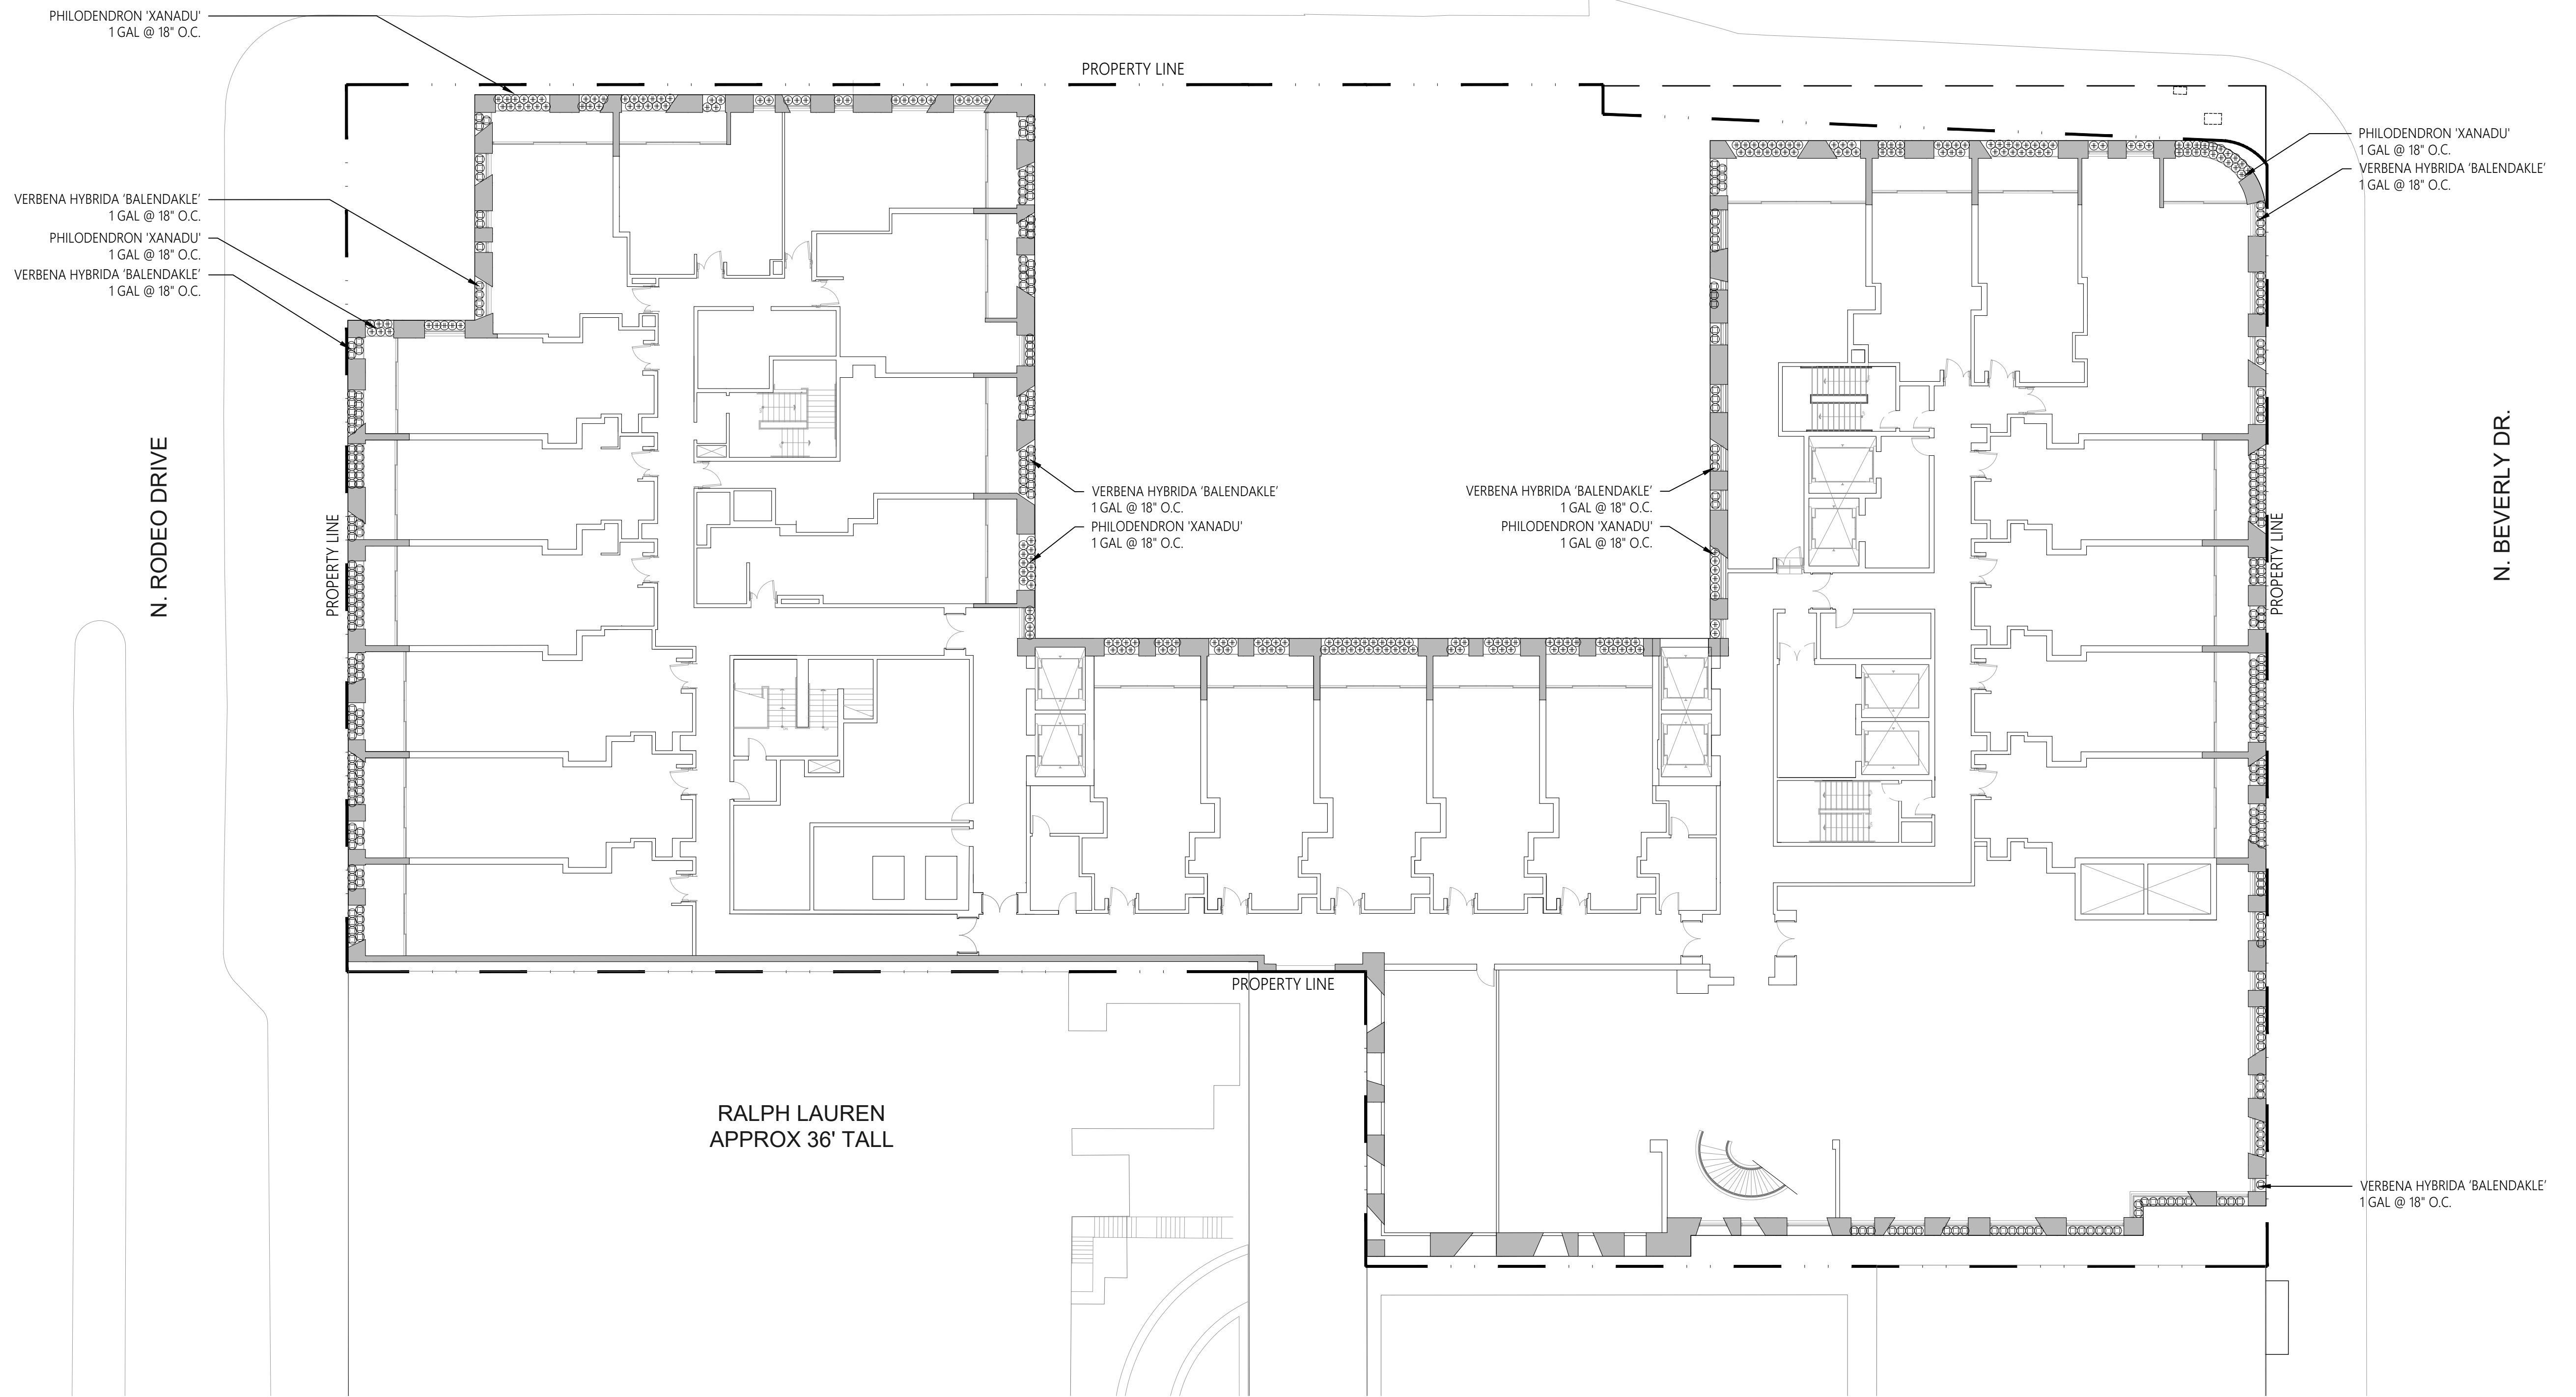 PHILODENDRON 'XANADU'
1 GAL @ 18" O.C.
PROPERTY LINE
PHILODENDRON 'XANADU'
1 GAL @ 18" O.C.
VERBENA HYBRIDA ‘BALENDAKLE’
1 GAL @ 18" O.C.
VERBENA HYBRIDA ‘BALENDAKLE’
1 GAL @ 18" O.C.
PHILODENDRON 'XANADU'
1 GAL @ 18" O.C.
VERBENA HYBRIDA ‘BALENDAKLE’
1 GAL @ 18" O.C.
N. RODEO DRIVE
PROPERTY LINE
VERBENA HYBRIDA ‘BALENDAKLE’
1 GAL @ 18" O.C.
PHILODENDRON 'XANADU'
1 GAL @ 18" O.C.
VERBENA HYBRIDA ‘BALENDAKLE’
1 GAL @ 18" O.C.
PHILODENDRON 'XANADU'
1 GAL @ 18" O.C.
PROPERTY LINE
N. BEVERLY DR.
PROPERTY LINE
RALPH LAUREN
APPROX 36' TALL
VERBENA HYBRIDA ‘BALENDAKLE’
1 GAL @ 18" O.C.